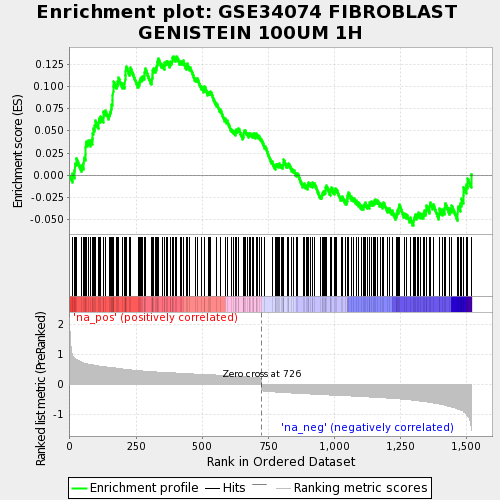 Enrichment plot: GSE34074 FIBROBLAST
GENISTEIN 100UM 1H
Enrichment score (ES)
0.125
0.100
0.075
0.050
0.025
0.000
-0.025
-0.050
'na_pos' (positively correlated)
Ranked list metric (PreRanked)
2
1
0
-1
Zero cross at 726
'na_neg' (negatively correlated)
0
250
500
750
1,000
1,250
1,500
Rank in Ordered Dataset
Enrichment profile
Hits
Ranking metric scores